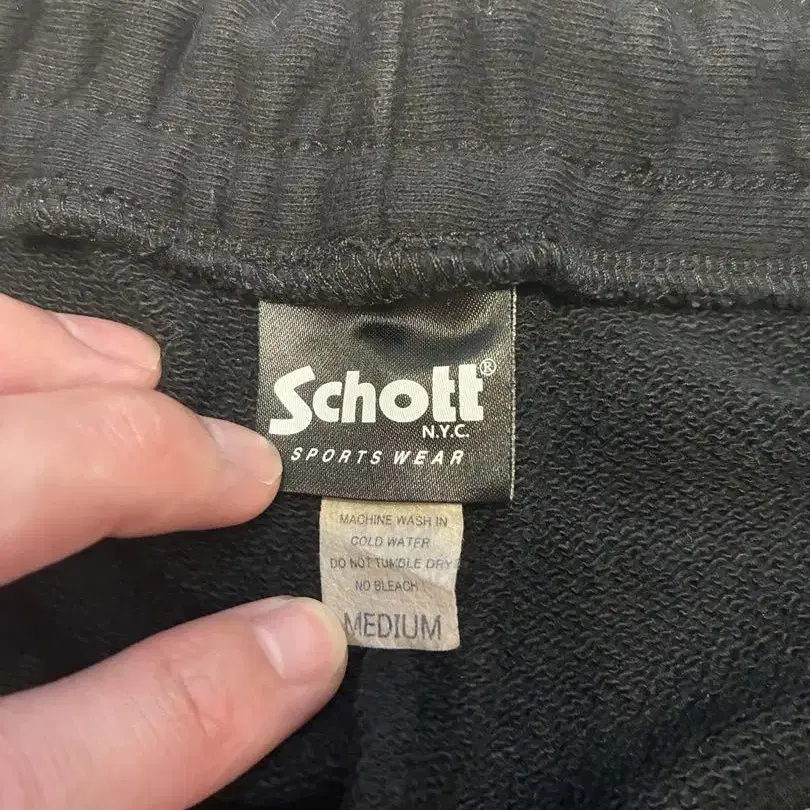 Schott®
N.Y.C.
SPORTS WEAR
MACHINE WASH IN
COLD WATER
DO NOT TUMBLE DRY
NO BLEACH
MEDIUM